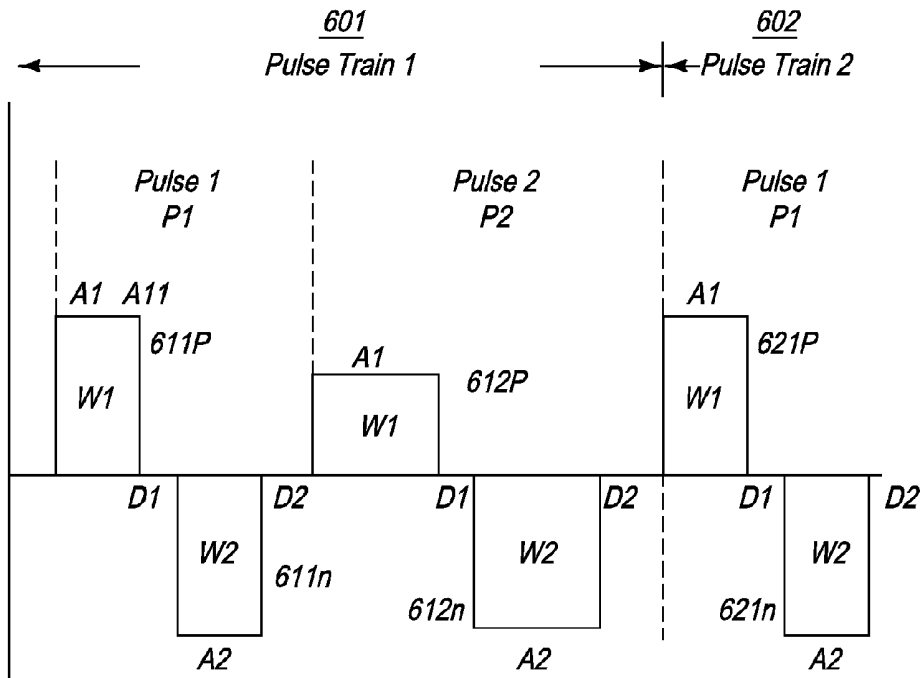 601
602
Pulse Train 1
Pulse Train 2
Pulse 1
P1
Pulse 2
P2
Pulse 1
P1
A1 A11
611P
W1
A1
612P
W1
A1
621P
W1
D1
D2
D1
D2
D1
D2
W2
611n
W2
612n
W2
621n
A2
A2
A2